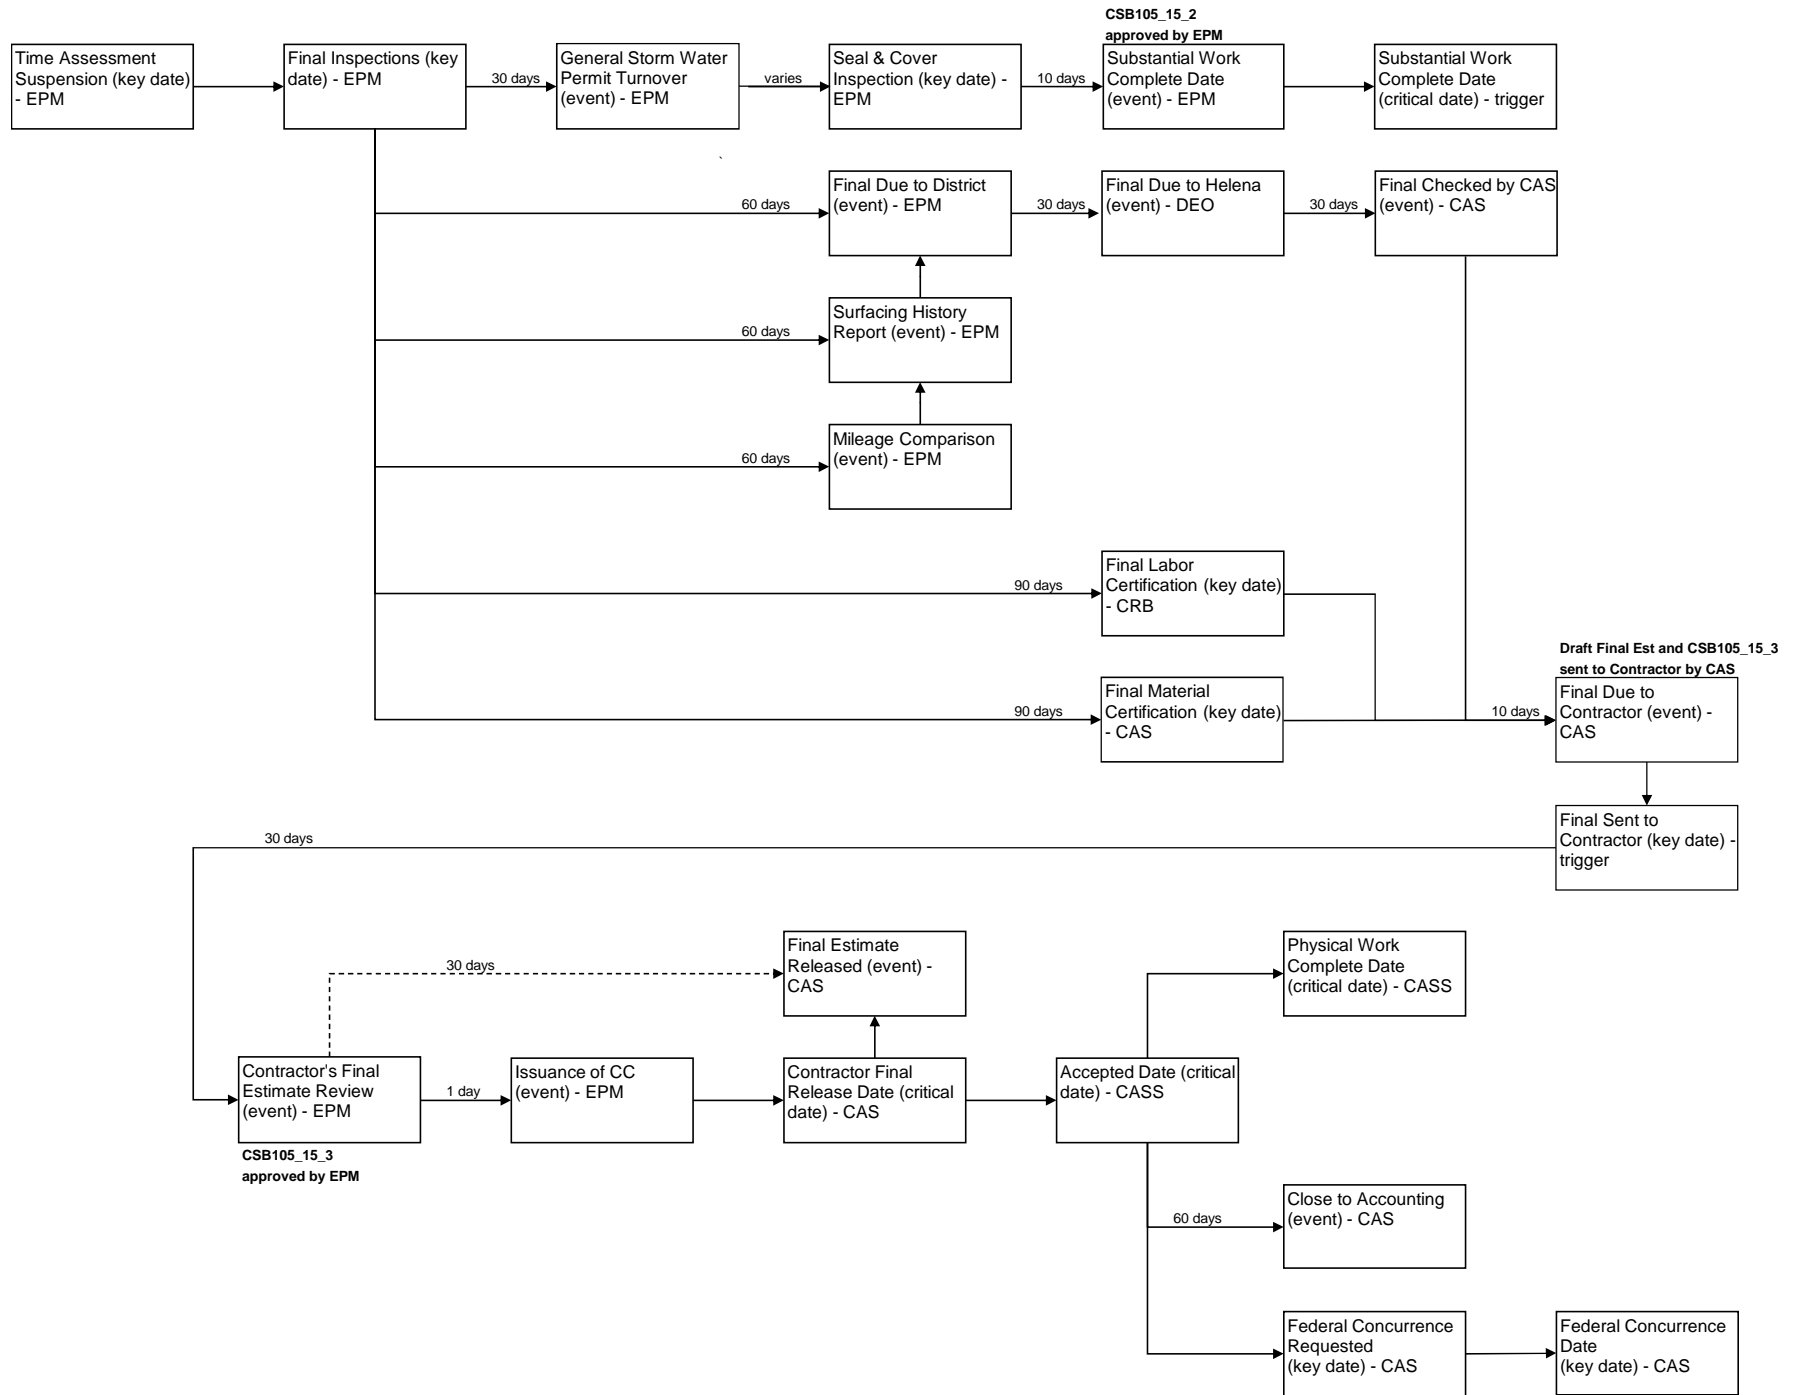 CSB105_15_2
approved by EPM
Time Assessment
Suspension (key date)
- EPM
Final Inspections (key
date) - EPM
30 days
General Storm Water
Permit Turnover
(event) - EPM
varies
Seal & Cover
Inspection (key date) -
EPM
10 days
Substantial Work
Complete Date
(event) - EPM
Substantial Work
Complete Date
(critical date) - trigger
`
60 days
Final Due to District
(event) - EPM
30 days
Final Due to Helena
(event) - DEO
30 days
Final Checked by CAS
(event) - CAS
60 days
Surfacing History
Report (event) - EPM
60 days
Mileage Comparison
(event) - EPM
90 days
Final Labor
Certification (key date)
- CRB
90 days
Final Material
Certification (key date)
- CAS
10 days
Draft Final Est and CSB105_15_3
sent to Contractor by CAS
Final Due to
Contractor (event) -
CAS
Final Sent to
Contractor (key date) -
trigger
30 days
30 days
Final Estimate
Released (event) -
CAS
Physical Work
Complete Date
(critical date) - CASS
Contractor's Final
Estimate Review
(event) - EPM
1 day
Issuance of CC
(event) - EPM
Contractor Final
Release Date (critical
date) - CAS
Accepted Date (critical
date) - CASS
CSB105_15_3
approved by EPM
60 days
Close to Accounting
(event) - CAS
Federal Concurrence
Requested
(key date) - CAS
Federal Concurrence
Date
(key date) - CAS